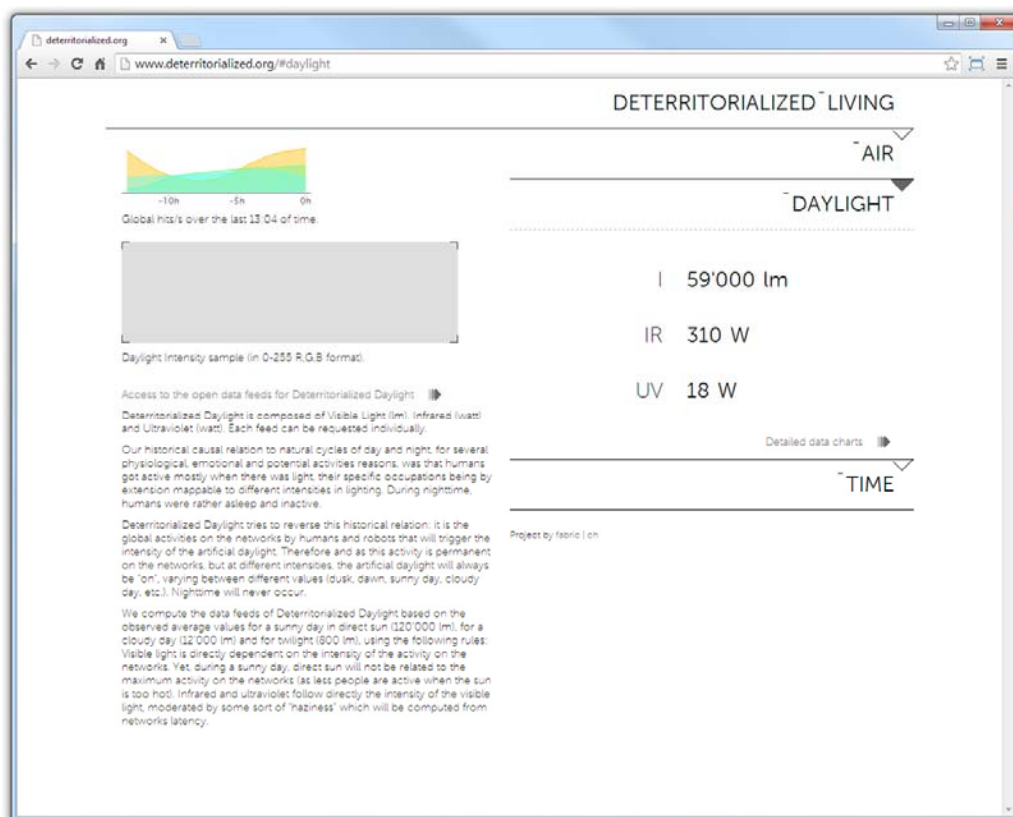 deterritorialized.org
www.deterritorialized.org/#daylight
DETERRITORIALIZED¯LIVING
-10h -5h 0h
Global hits/s over the last 13:04 of time.
Daylight Intensity sample (in 0-255 R,G,B format).
Access to the open data feeds for Deterritorialized Daylight
Deterritorialized Daylight is composed of Visible Light (lm), Infrared (watt)
and Ultraviolet (watt). Each feed can be requested individually.
Our historical causal relation to natural cycles of day and night, for several
physiological, emotional and potential activities reasons, was that humans
got active mostly when there was light, their specific occupations being by
extension mappable to different intensities in lighting. During nighttime,
humans were rather asleep and inactive.
Deterritorialized Daylight tries to reverse this historical relation: it is the
global activities on the networks by humans and robots that will trigger the
intensity of the artificial daylight. Therefore and as this activity is permanent
on the networks, but at different intensities, the artificial daylight will always
be "on", varying between different values (dusk, dawn, sunny day, cloudy
day, etc.). Nighttime will never occur.
We compute the data feeds of Deterritorialized Daylight based on the
observed average values for a sunny day in direct sun (120'000 lm), for a
cloudy day (12'000 lm) and for twilight (800 lm), using the following rules:
Visible light is directly dependent on the intensity of the activity on the
networks. Yet, during a sunny day, direct sun will not be related to the
maximum activity on the networks (as less people are active when the sun
is too hot). Infrared and ultraviolet follow directly the intensity of the visible
light, moderated by some sort of "haziness" which will be computed from
networks latency.
¯AIR
¯DAYLIGHT
I 59'000 lm
IR 310 W
UV 18 W
Detailed data charts
¯TIME
Project by fabric | ch